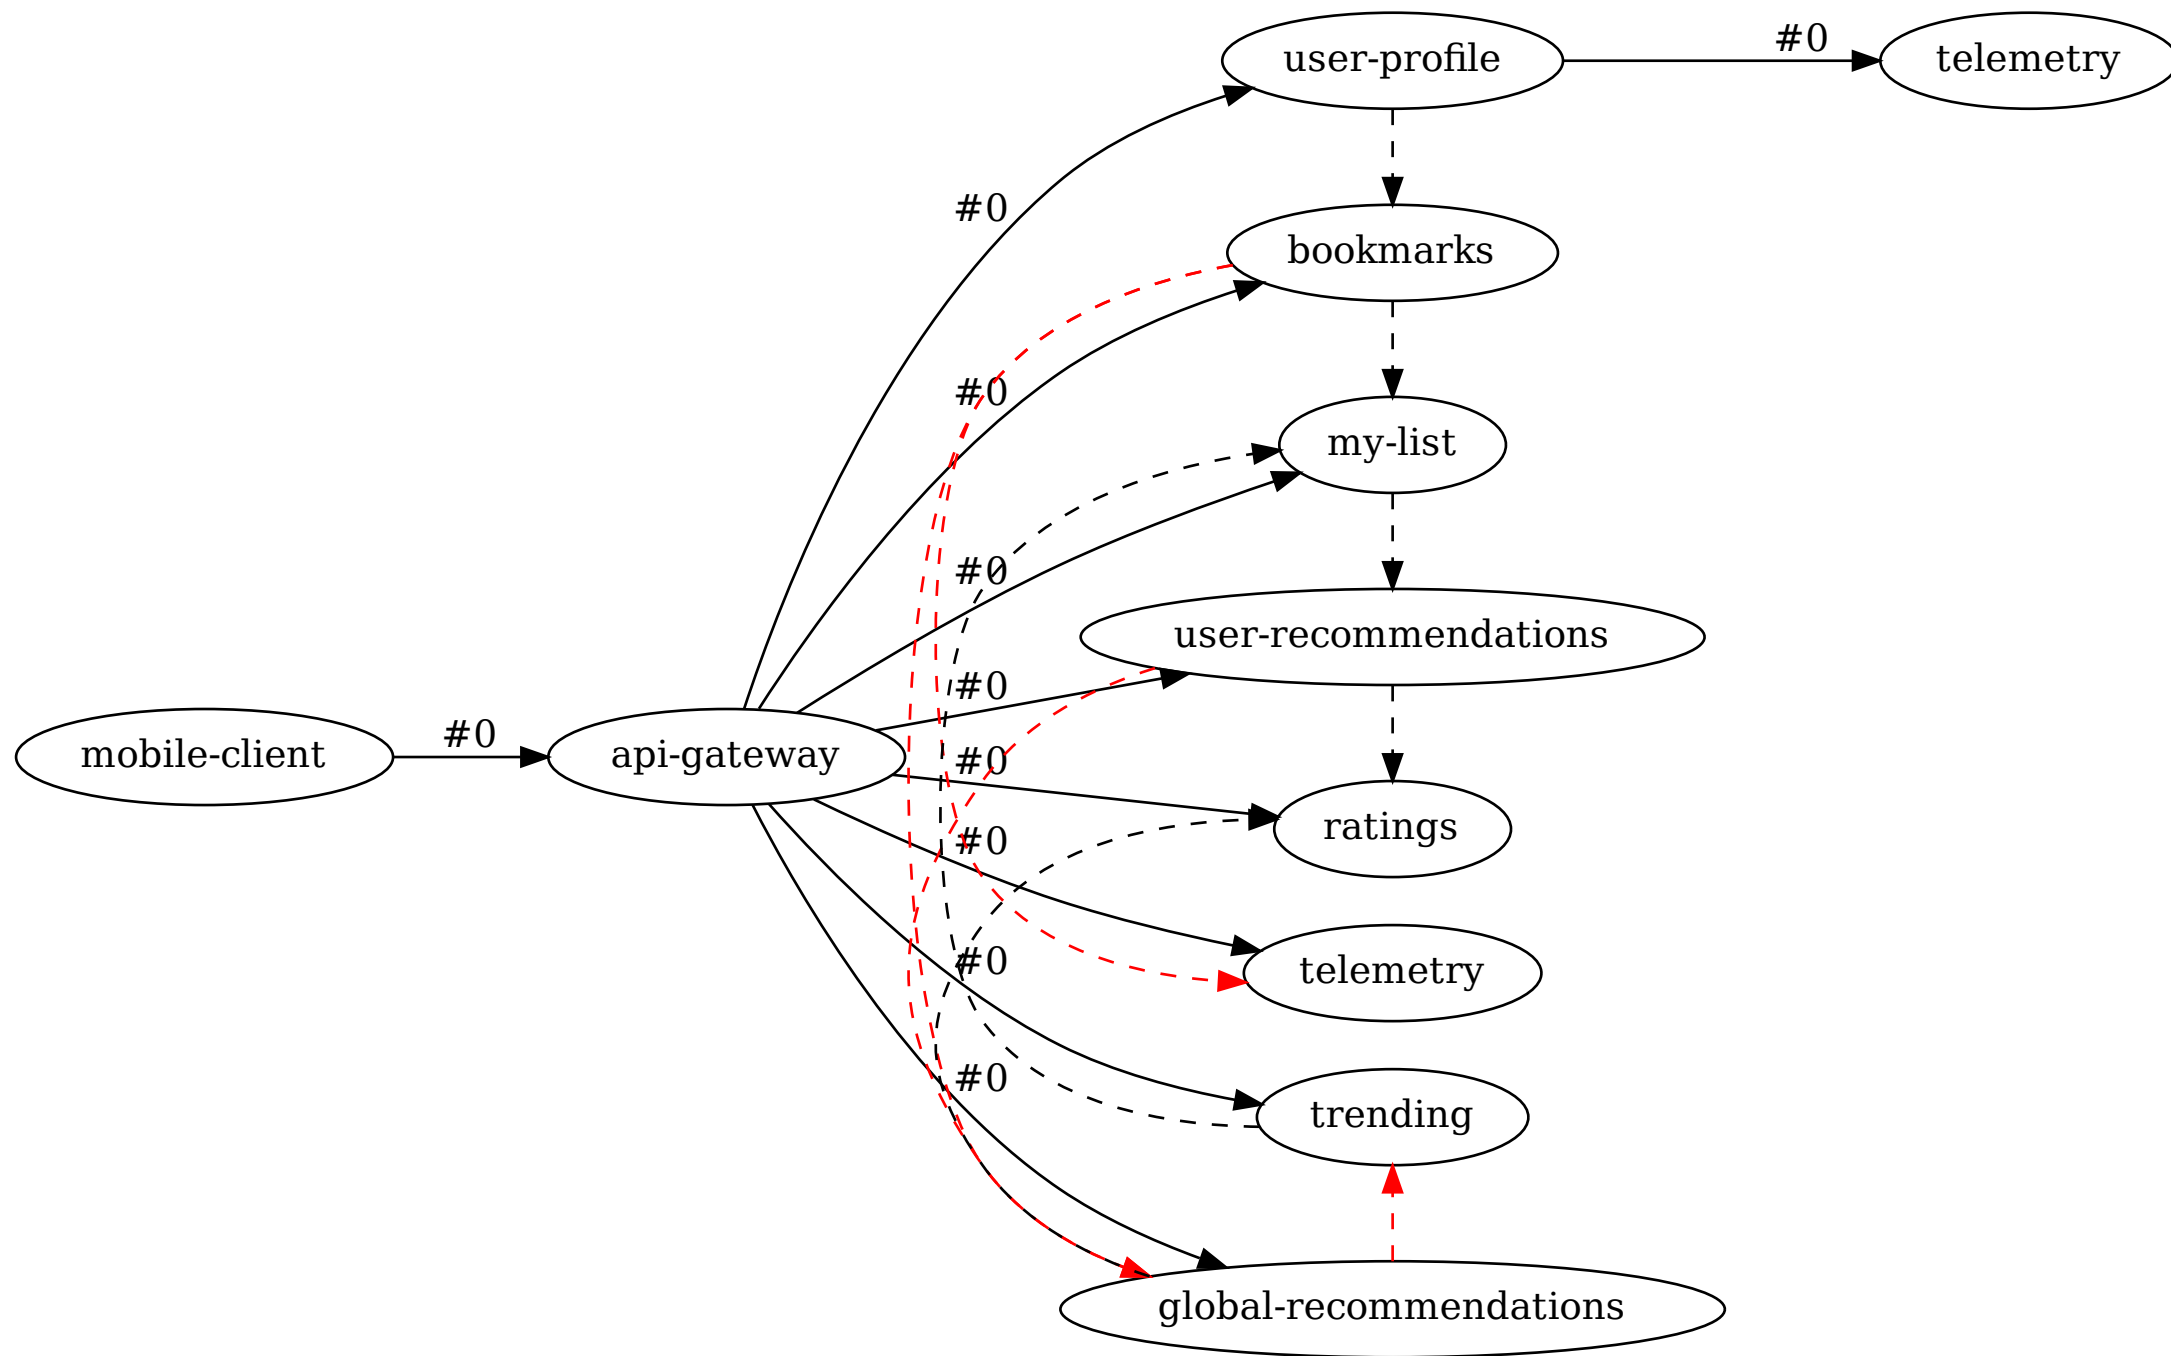 user-profile
#0
telemetry
#0
bookmarks
#0
my-list
#0
user-recommendations
#0
mobile-client
#0
api-gateway
#0
ratings
#0
telemetry
#0
trending
#0
global-recommendations